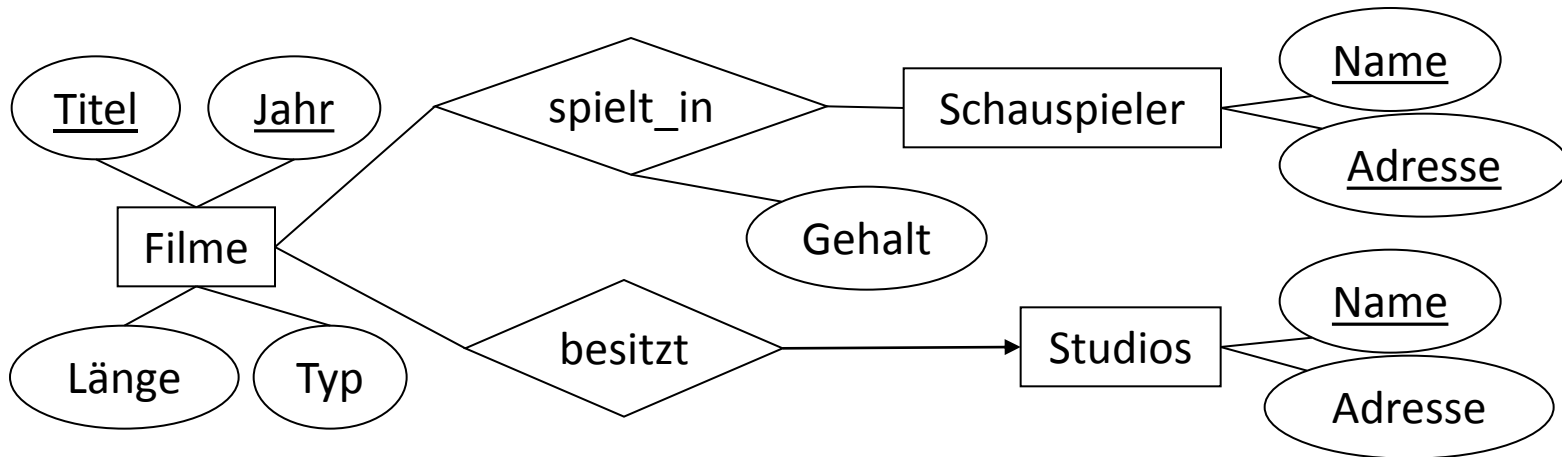 Titel
Jahr
spielt_in
Schauspieler
Name
Adresse
Filme
Gehalt
Länge
Typ
besitzt
Studios
Name
Adresse